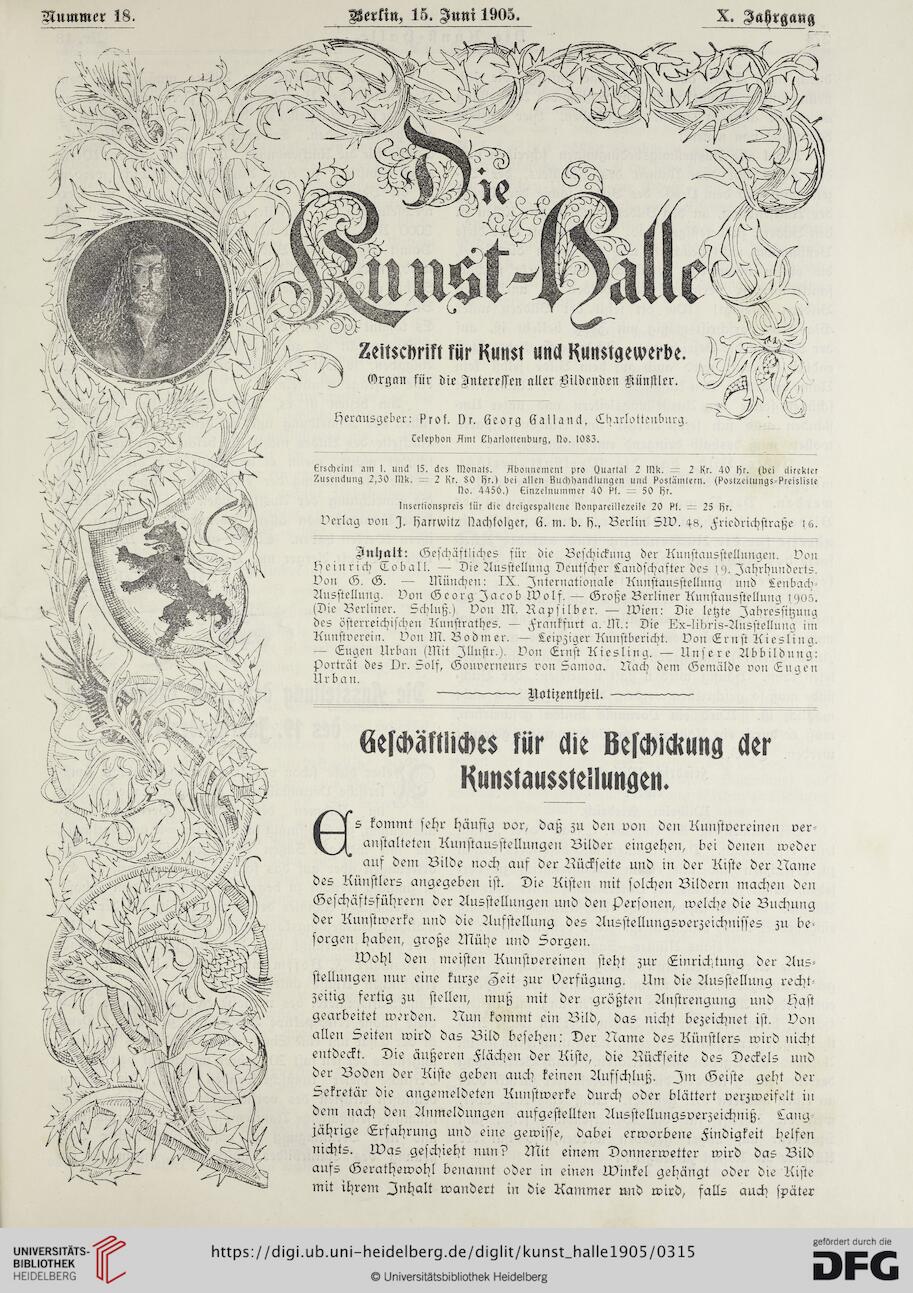 Nummer 18. Berlin, 15. Juni 1905. X. Jahrgang
Die
Kunst-Halle
Zeitschrift für Kunst und Kunstgewerbe.
Organ für die Interessen aller Bildenden Künstler.
Herausgeber: Prof. Dr. Georg Galland, Charlottenburg.
Telephon Amt Charlottenburg, No. 1083.
Erscheint am 1. und 15. des Monats. Abonnement pro Quartal 2 Mk. = 2 Kr. 40 Hr. (bei direkter
Zusendung 2,30 Mk. = 2 Kr. 80 Hr.) bei allen Buchhandlungen und Postämtern. (Postzeitungs-Preisliste
No. 4456.) Einzelnummer 40 Pf. = 50 Hr.
Insertionspreis für die dreigespaltene Nonpareillezeile 20 Pf. = 25 Hr.
Verlag von J. Harrwitz Nachfolger, G. m. b. H., Berlin SW. 48, Friedrichstraße 16.
Inhalt: Geschäftliches für die Beschickung der Kunstausstellungen. Von
Heinrich Toball. — Die Ausstellung Deutscher Landschafter des 19. Jahrhunderts.
Von G. G. — München: IX. Internationale Kunstausstellung und Lenbach-
Ausstellung. Von Georg Jacob Wolf. — Große Berliner Kunstausstellung 1905.
(Die Berliner. Schluß.) Von M. Rapsilber. — Wien: Die letzte Jahressitzung
des österreichischen Kunstrathes. — Frankfurt a. M.: Die Ex-libris-Ausstellung im
Kunstverein. Von M. Bodmer. — Leipziger Kunstbericht. Von Ernst Kiesling.
— Eugen Urban (Mit Illustr.). Von Ernst Kiesling. — Unsere Abbildung:
Porträt des Dr. Solf, Gouverneurs von Samoa. Nach dem Gemälde von Eugen
Urban.
Notizentheil.
Geschäftliches für die Beschickung der
Kunstausstellungen.
Es kommt sehr häufig vor, daß zu den von den Kunstvereinen ver-
anstalteten Kunstausstellungen Bilder eingehen, bei denen weder
auf dem Bilde noch auf der Rückseite und in der Kiste der Name
des Künstlers angegeben ist. Die Kisten mit solchen Bildern machen den
Geschäftsführern der Ausstellungen und den Personen, welche die Buchung
der Kunstwerke und die Aufstellung des Ausstellungsverzeichnisses zu be-
sorgen haben, große Mühe und Sorgen.
Wohl den meisten Kunstvereinen steht zur Einrichtung der Aus-
stellungen nur eine kurze Zeit zur Verfügung. Um die Ausstellung recht-
zeitig fertig zu stellen, muß mit der größten Anstrengung und Hast
gearbeitet werden. Nun kommt ein Bild, das nicht bezeichnet ist. Von
allen Seiten wird das Bild besehen: Der Name des Künstlers wird nicht
entdeckt. Die äußeren Flächen der Kiste, die Rückseite des Deckels und
der Boden der Kiste geben auch keinen Aufschluß. Im Geiste geht der
Sekretär die angemeldeten Kunstwerke durch oder blättert verzweifelt in
dem nach den Anmeldungen aufgestellten Ausstellungsverzeichniß. Lang-
jährige Erfahrung und eine gewisse, dabei erworbene Findigkeit helfen
nichts. Was geschieht nun? Mit einem Donnerwetter wird das Bild
aufs Gerathewohl benannt oder in einen Winkel gehängt oder die Kiste
mit ihrem Inhalt wandert in die Kammer und wird, falls auch später
UNIVERSITÄTS-
BIBLIOTHEK
HEIDELBERG
https://digi.ub.uni-heidelberg.de/diglit/kunst_halle1905/0315
© Universitätsbibliothek Heidelberg
gefördert durch die
DFG